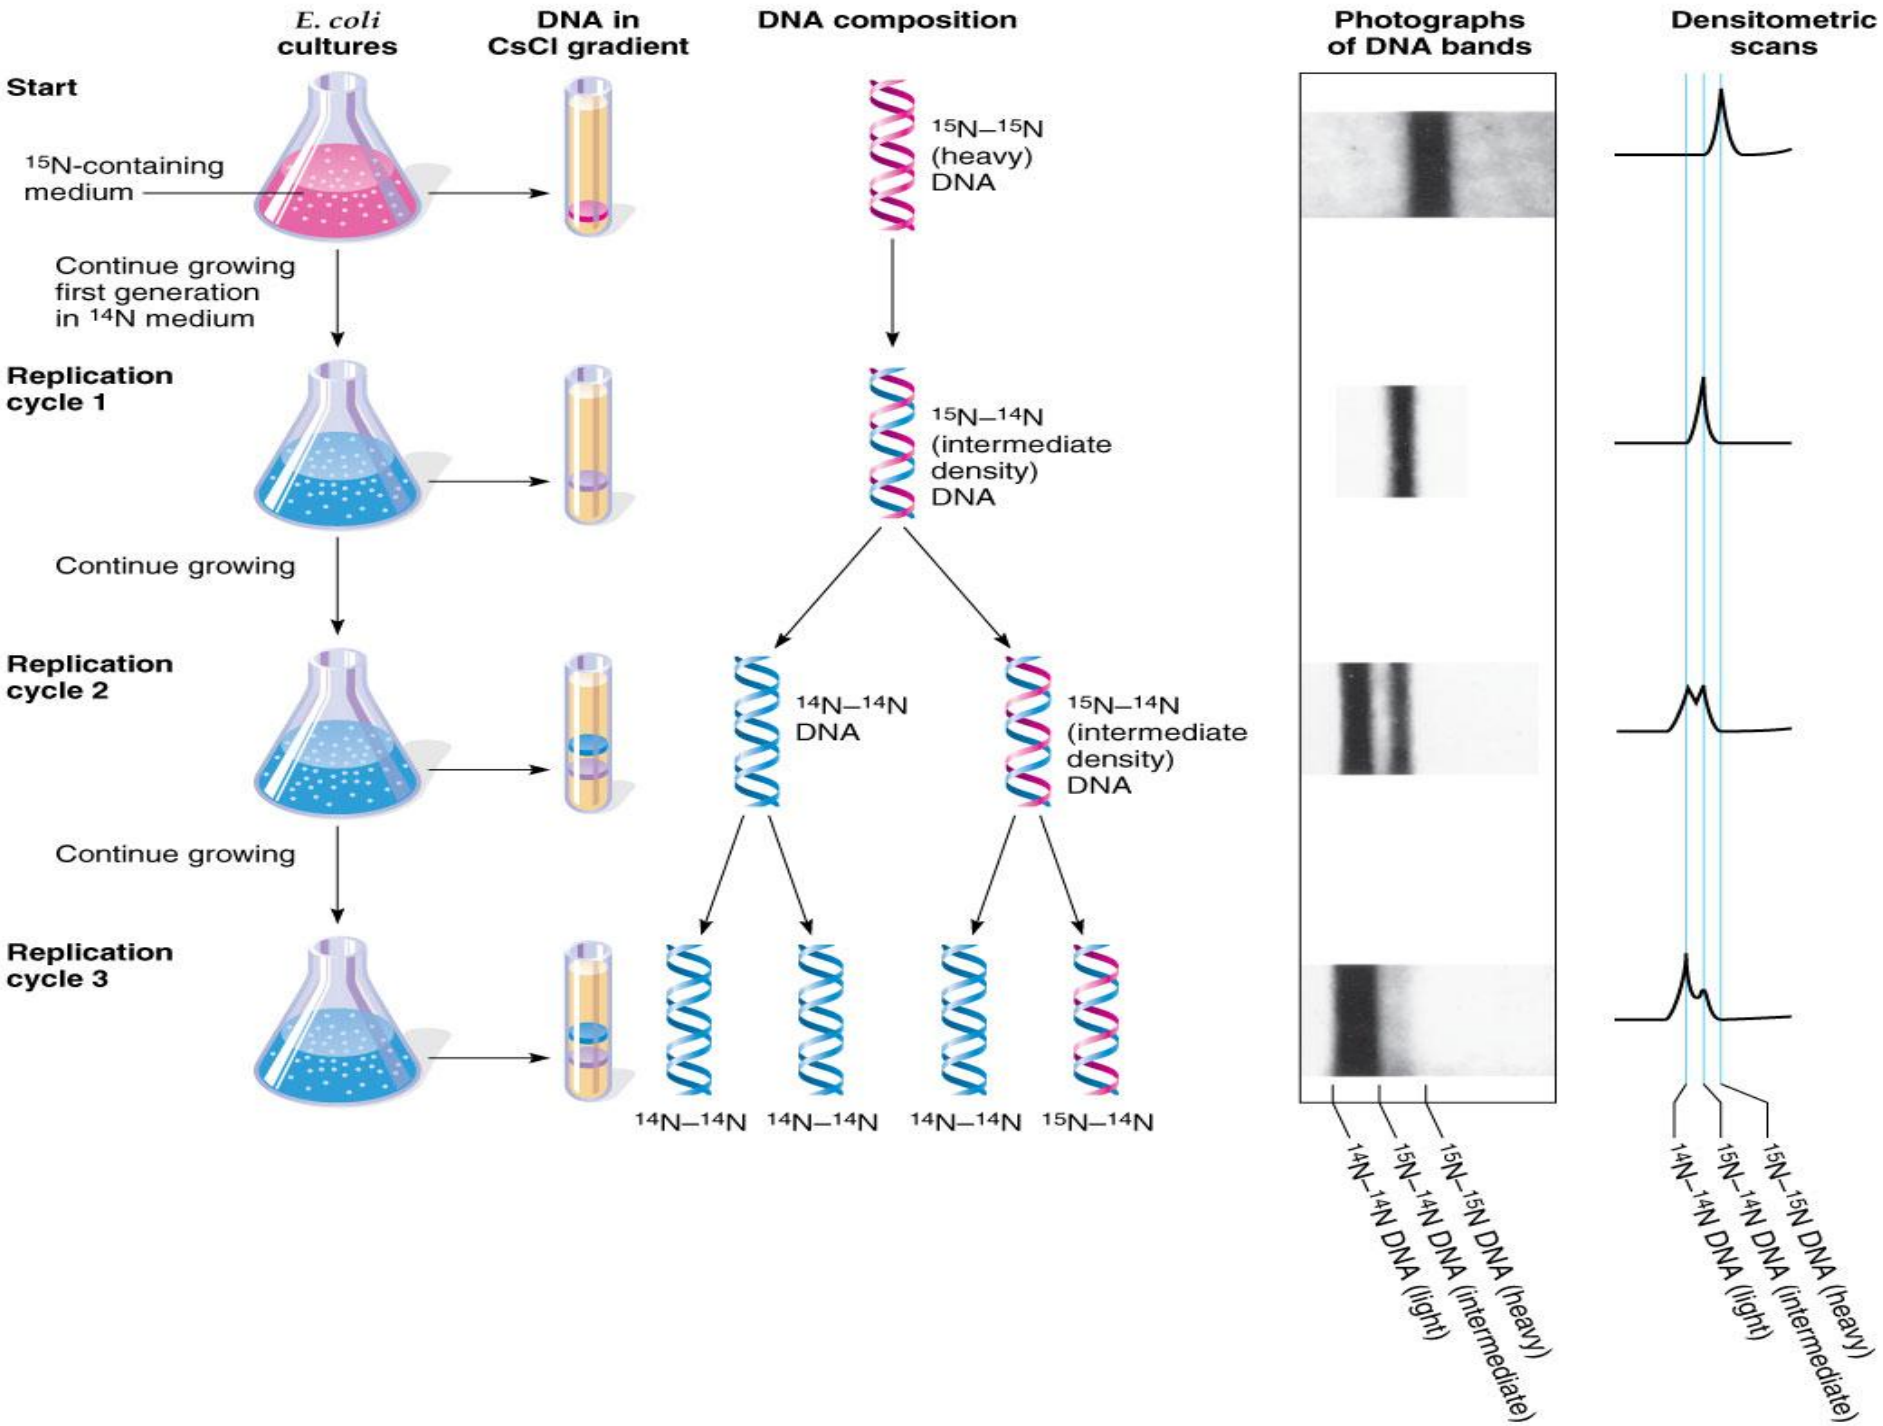 E. coli
cultures
DNA in
CsCl gradient
DNA composition
Photographs
of DNA bands
Densitometric
scans
Start
15N-containing
medium
15N–15N
(heavy)
DNA
Continue growing
first generation
in 14N medium
Replication
cycle 1
15N–14N
(intermediate
density)
DNA
Continue growing
Replication
cycle 2
14N–14N
DNA
15N–14N
(intermediate
density)
DNA
Continue growing
Replication
cycle 3
14N–14N
14N–14N
14N–14N
15N–14N
14N–14N DNA (light)
15N–14N DNA (intermediate)
15N–15N DNA (heavy)
14N–14N DNA (light)
15N–14N DNA (intermediate)
15N–15N DNA (heavy)